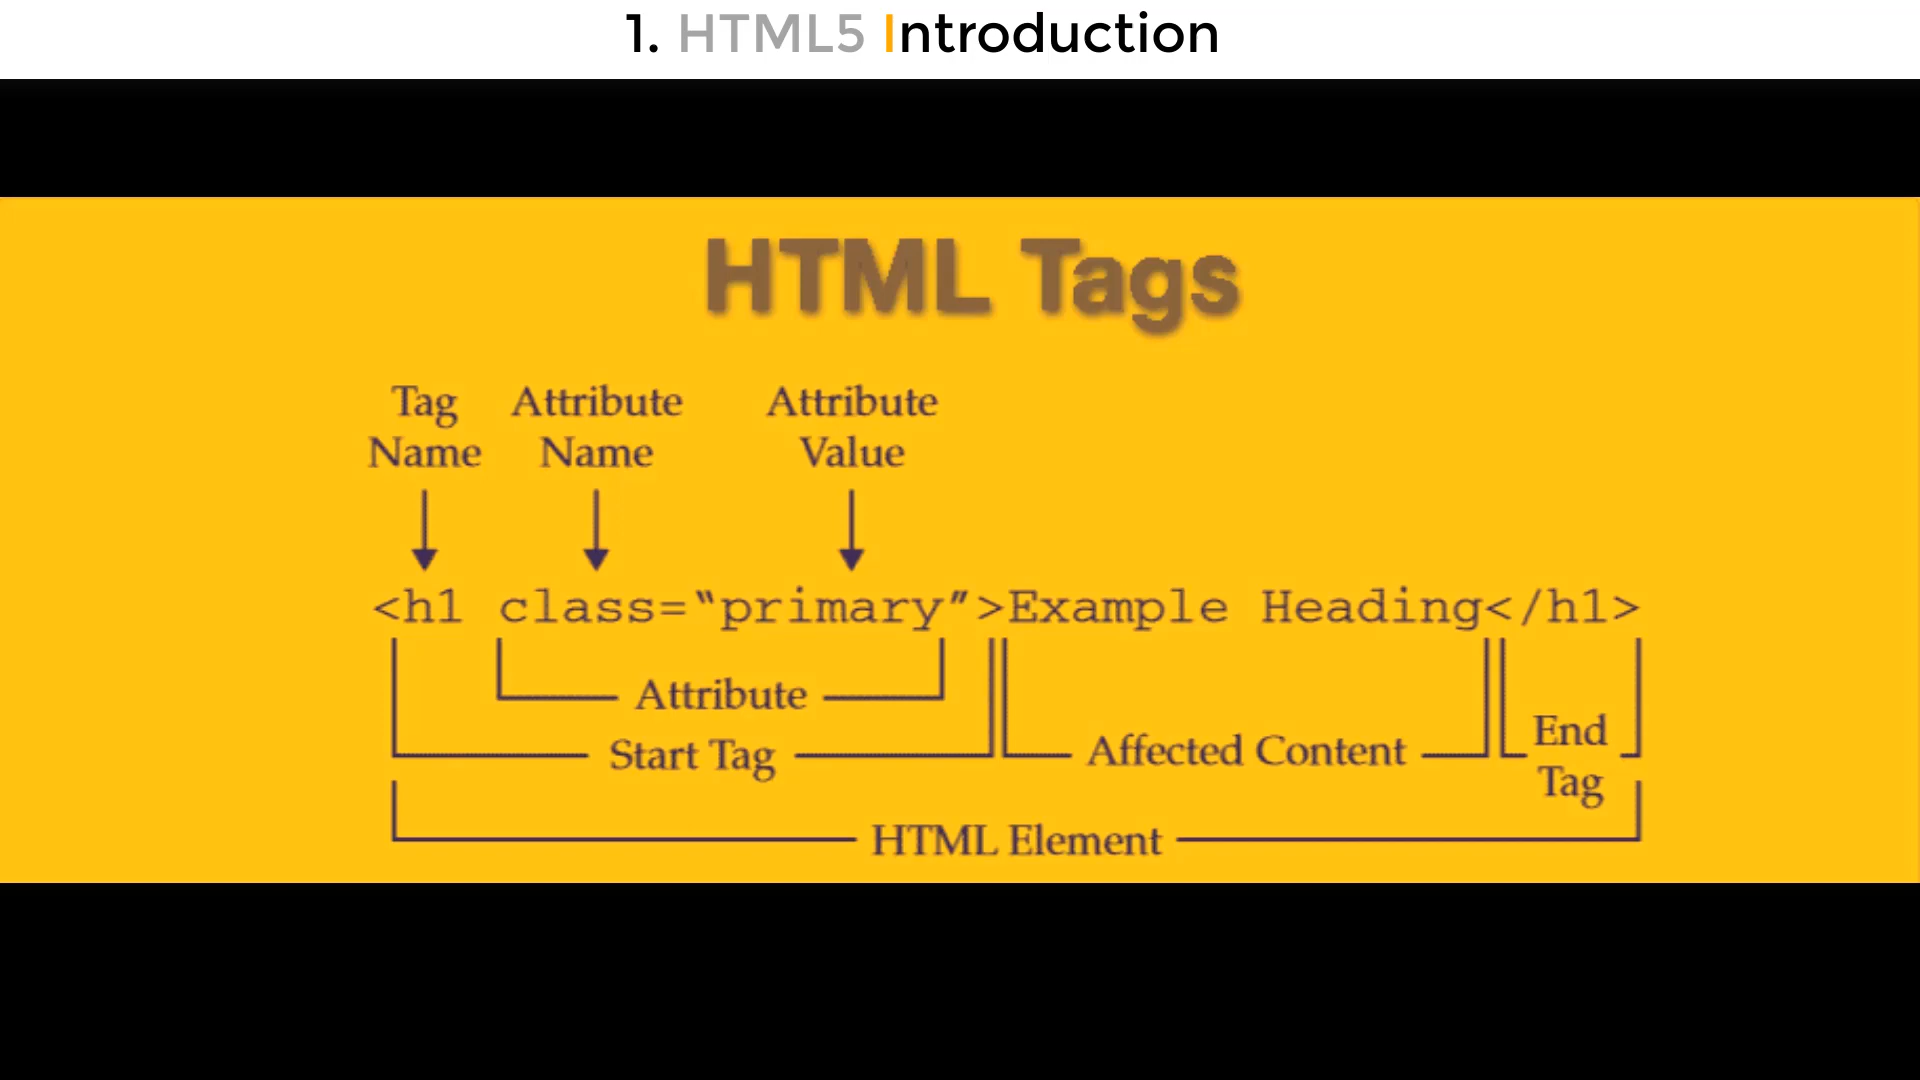 1. HTML5 Introduction
HTML Tags
Tag Attribute Attribute
Name Name Value
<h1 class=“primary”>Example Heading</h1>
Attribute
Start Tag
Affected Content
End
Tag
HTML Element